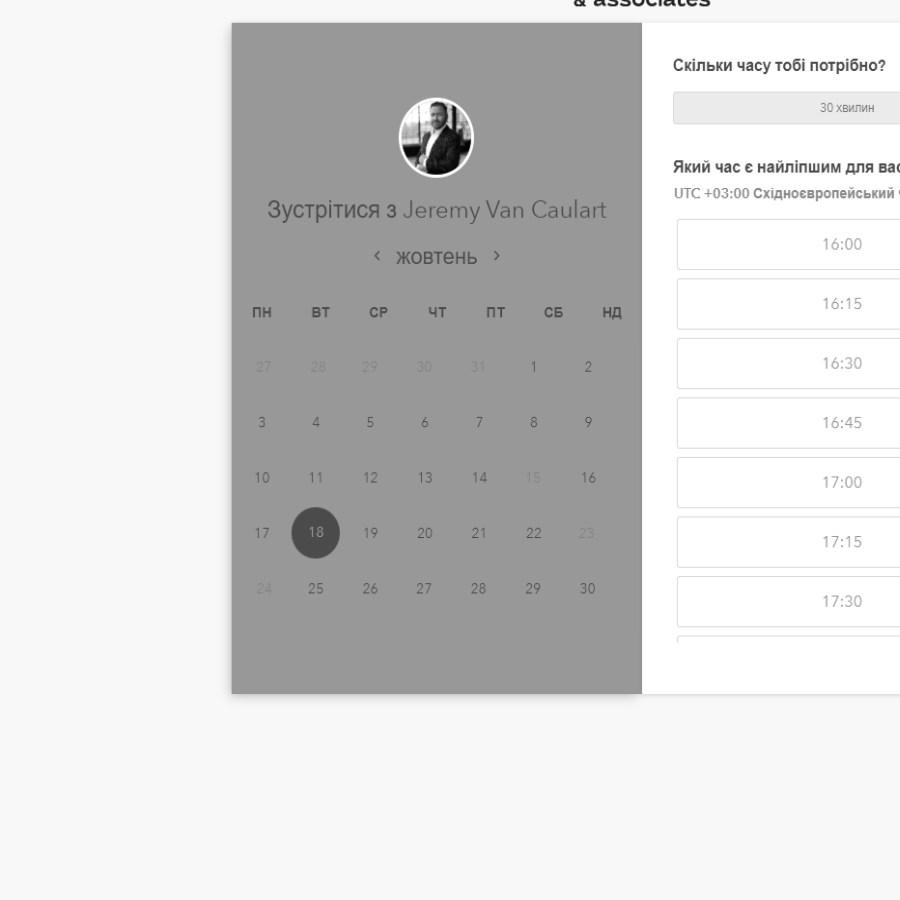 & associates
Зустрітися з Jeremy Van Caulart
‹ жовтень ›
ПН ВТ СР ЧТ ПТ СБ НД
27 28 29 30 31 1 2
3 4 5 6 7 8 9
10 11 12 13 14 15 16
17 18 19 20 21 22 23
24 25 26 27 28 29 30
Скільки часу тобі потрібно?
30 хвилин
Який час є найліпшим для вас
UTC +03:00 Східноєвропейський
16:00
16:15
16:30
16:45
17:00
17:15
17:30